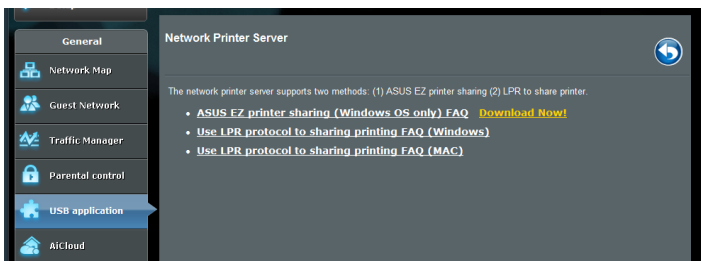 General
Network Map
Guest Network
Traffic Manager
Parental control
USB application
AiCloud
Network Printer Server
The network printer server supports two methods: (1) ASUS EZ printer sharing (2) LPR to share printer.
ASUS EZ printer sharing (Windows OS only) FAQ Download Now!
Use LPR protocol to sharing printing FAQ (Windows)
Use LPR protocol to sharing printing FAQ (MAC)